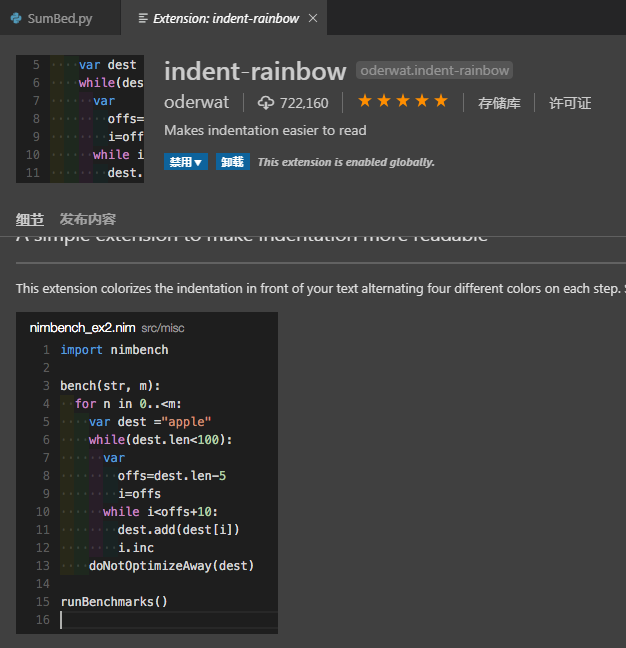 SumBed.py
Extension: indent-rainbow ×
5 var dest
6 while(des
7 var
8 offs=
9 i=off
10 while i
11 dest.
indent-rainbow oderwat.indent-rainbow
oderwat 722,160 ★★★★★ 存储库 许可证
Makes indentation easier to read
禁用▾ 卸载 This extension is enabled globally.
细节 发布内容
A simple extension to make indentation more readable
This extension colorizes the indentation in front of your text alternating four different colors on each step.
nimbench_ex2.nim src/misc
1 import nimbench
2
3 bench(str, m):
4 ··for n in 0..<m:
5 ····var dest ="apple"
6 ····while(dest.len<100):
7 ······var
8 ········offs=dest.len-5
9 ········i=offs
10 ······while i<offs+10:
11 ········dest.add(dest[i])
12 ········i.inc
13 ····doNotOptimizeAway(dest)
14
15 runBenchmarks()
16